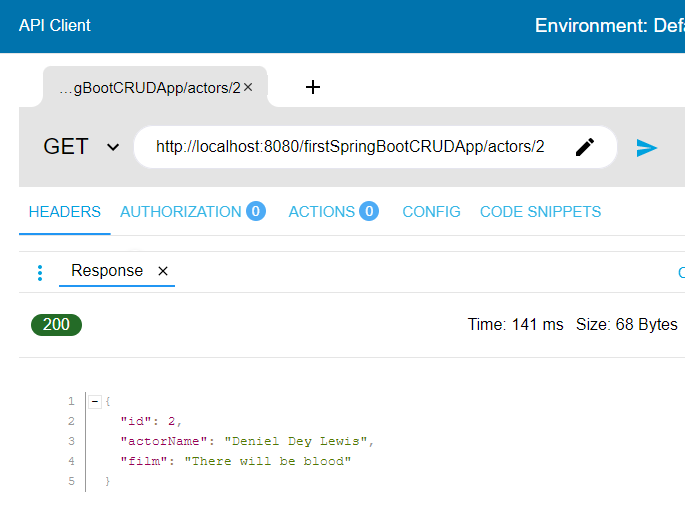 API Client
Environment: Defa
...gBootCRUDApp/actors/2 ×
+
GET
http://localhost:8080/firstSpringBootCRUDApp/actors/2
HEADERS AUTHORIZATION 0 ACTIONS 0 CONFIG CODE SNIPPETS
Response ×
C
200
Time: 141 ms Size: 68 Bytes
1 {
2 "id": 2,
3 "actorName": "Deniel Dey Lewis",
4 "film": "There will be blood"
5 }